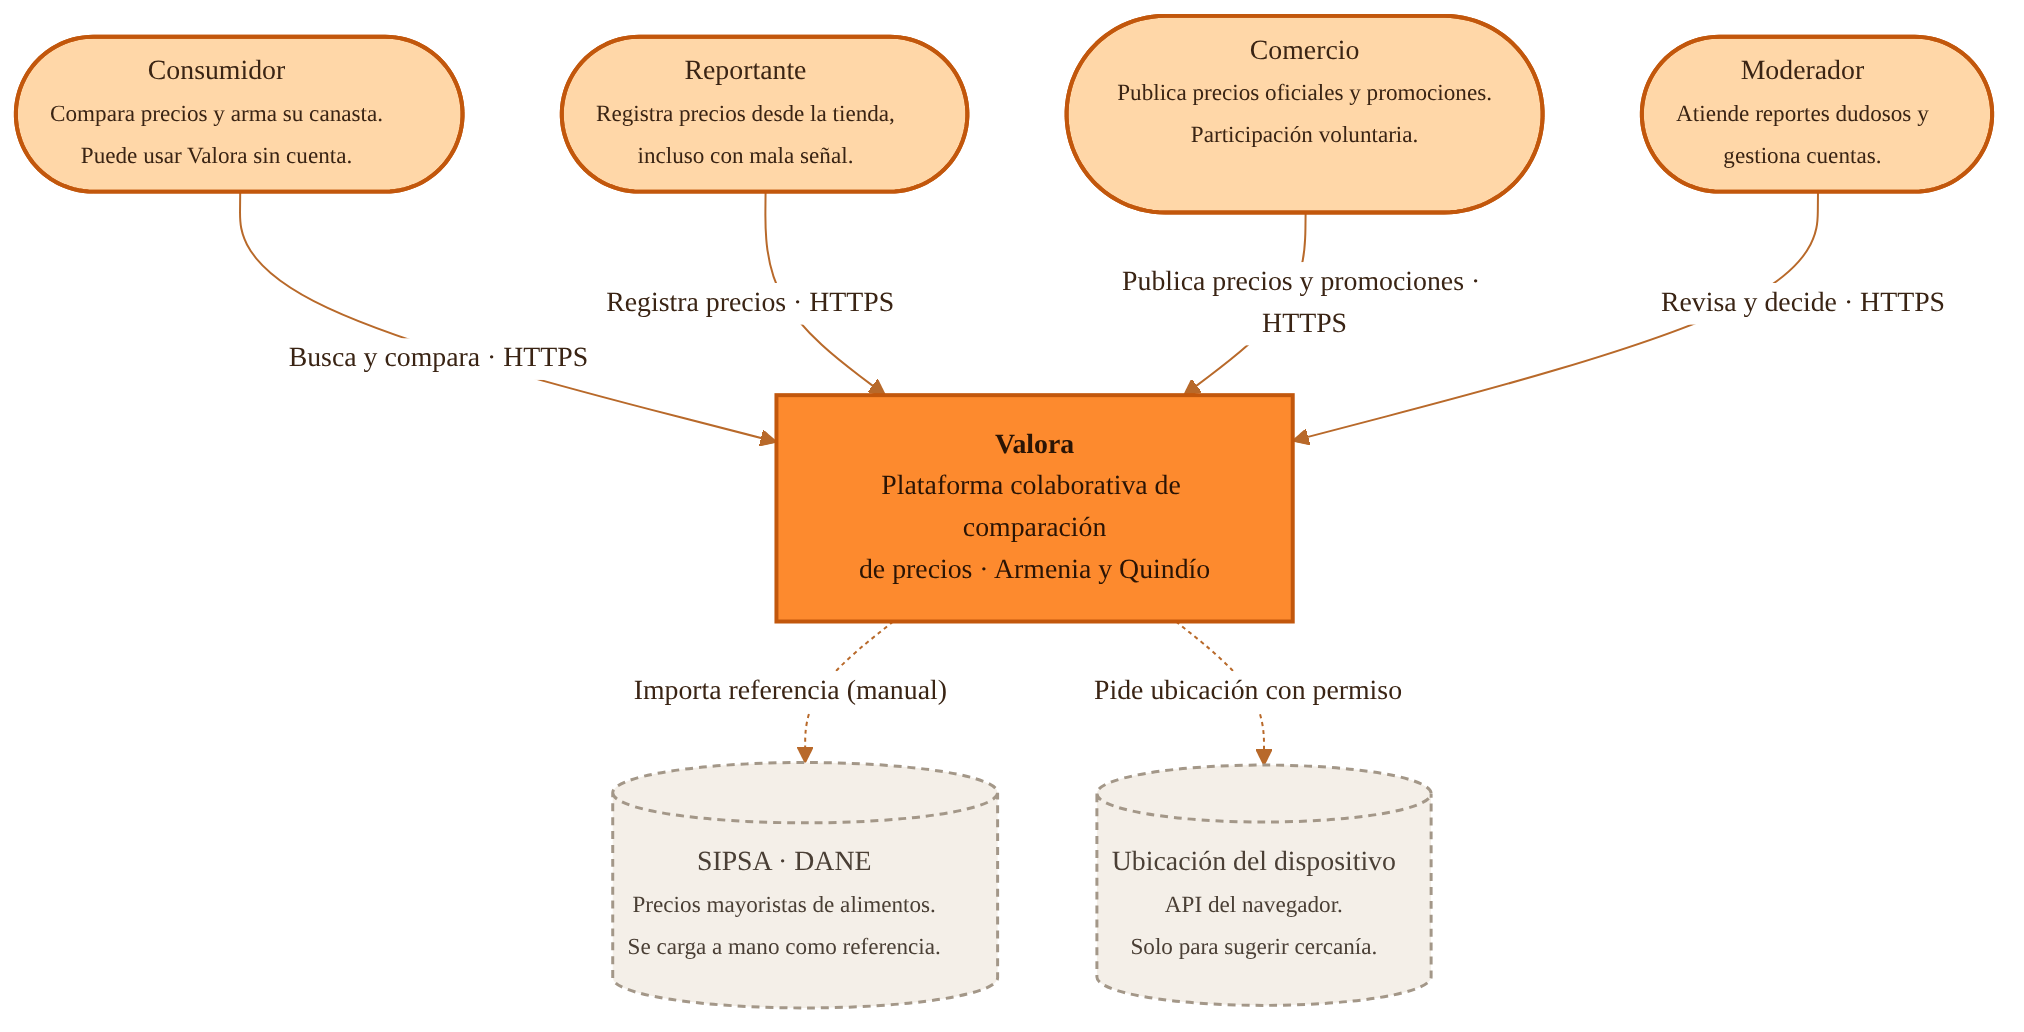 Consumidor
Compara precios y arma su canasta.
Puede usar Valora sin cuenta.
Reportante
Registra precios desde la tienda,
incluso con mala señal.
Comercio
Publica precios oficiales y promociones.
Participación voluntaria.
Moderador
Atiende reportes dudosos y
gestiona cuentas.
Busca y compara · HTTPS
Registra precios · HTTPS
Publica precios y promociones ·
HTTPS
Revisa y decide · HTTPS
Valora
Plataforma colaborativa de
comparación
de precios · Armenia y Quindío
Importa referencia (manual)
Pide ubicación con permiso
SIPSA · DANE
Precios mayoristas de alimentos.
Se carga a mano como referencia.
Ubicación del dispositivo
API del navegador.
Solo para sugerir cercanía.